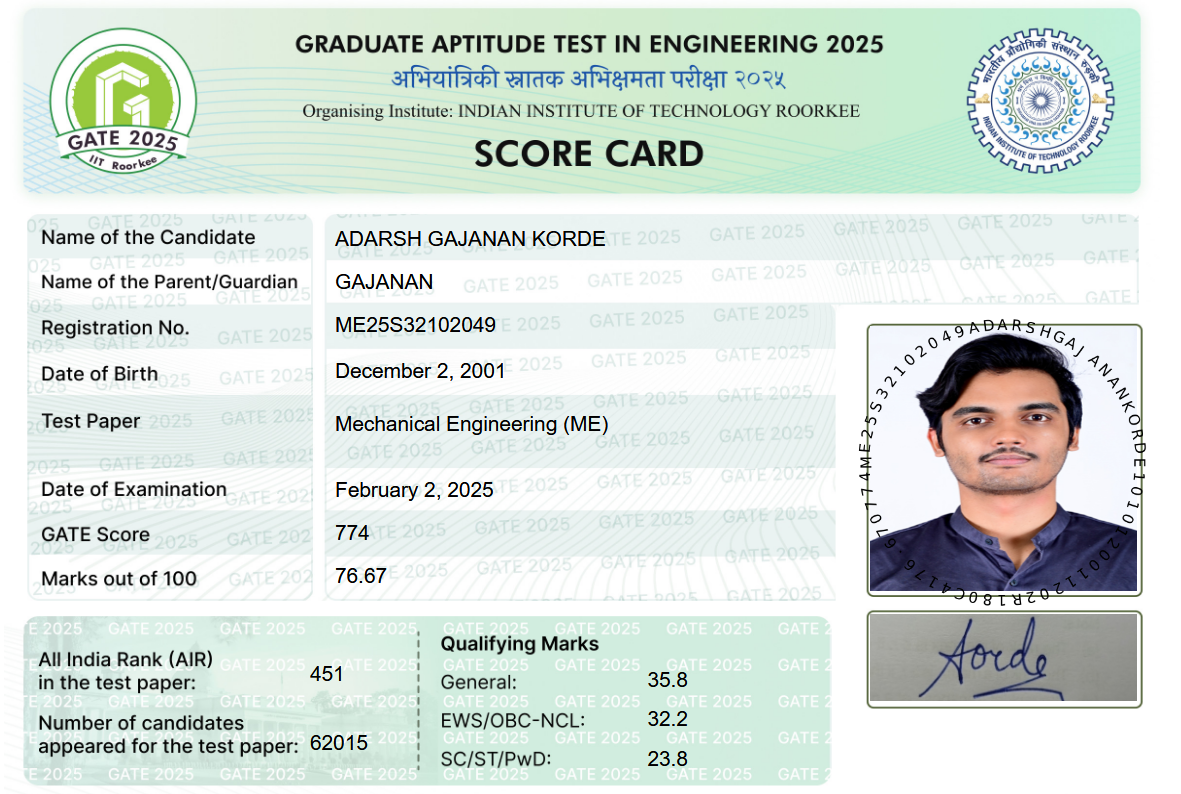 GRADUATE APTITUDE TEST IN ENGINEERING 2025
अभियांत्रिकी स्नातक अभिक्षमता परीक्षा २०२५
Organising Institute: INDIAN INSTITUTE OF TECHNOLOGY ROORKEE
SCORE CARD
GATE 2025
IIT Roorkee
भारतीय प्रौद्योगिकी संस्थान रुड़की
INDIAN INSTITUTE OF TECHNOLOGY ROORKEE
Name of the Candidate ADARSH GAJANAN KORDE
Name of the Parent/Guardian GAJANAN
Registration No. ME25S32102049
Date of Birth December 2, 2001
Test Paper Mechanical Engineering (ME)
Date of Examination February 2, 2025
GATE Score 774
Marks out of 100 76.67
All India Rank (AIR)
in the test paper: 451
Number of candidates
appeared for the test paper: 62015
Qualifying Marks
General: 35.8
EWS/OBC-NCL: 32.2
SC/ST/PwD: 23.8
Korde